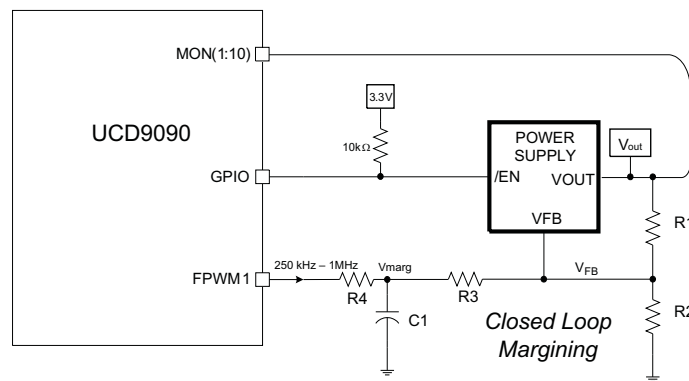 MON(1:10)
UCD9090
3.3V
10kΩ
POWER
SUPPLY
Vout
GPIO
/EN
VOUT
R1
VFB
FPWM1
250 kHz – 1MHz
Vmarg
VFB
R4
R3
R2
C1
Closed Loop
Margining